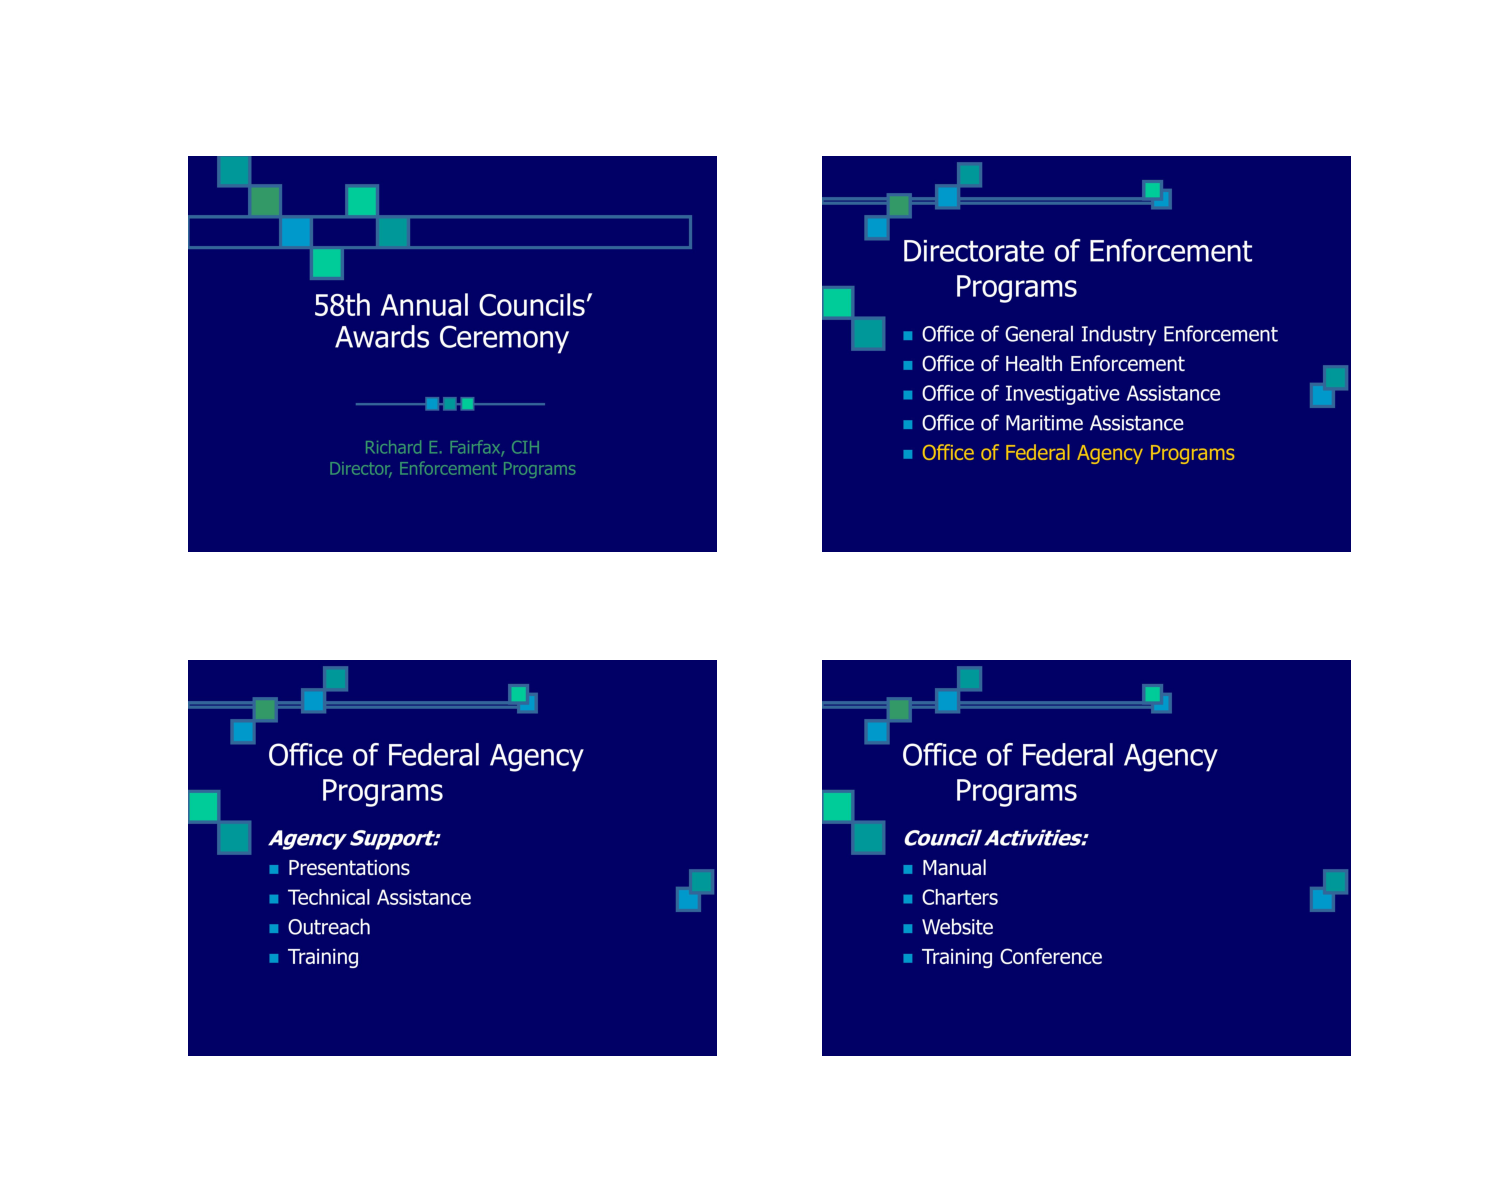 58th Annual Councils’
Awards Ceremony
Richard E. Fairfax, CIH
Director, Enforcement Programs
Directorate of Enforcement
Programs
Office of General Industry Enforcement
Office of Health Enforcement
Office of Investigative Assistance
Office of Maritime Assistance
Office of Federal Agency Programs
Office of Federal Agency
Programs
Agency Support:
Presentations
Technical Assistance
Outreach
Training
Office of Federal Agency
Programs
Council Activities:
Manual
Charters
Website
Training Conference